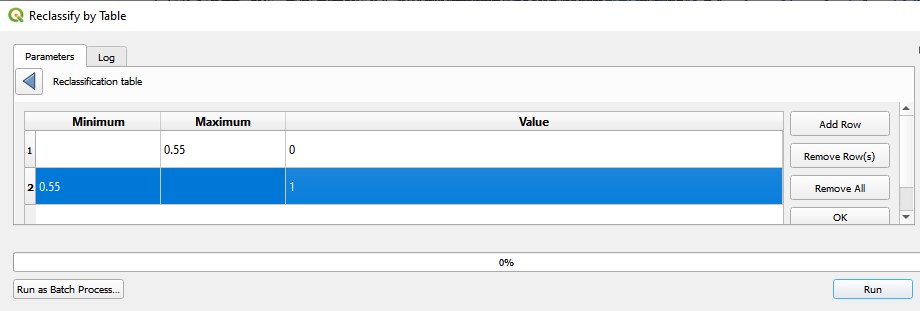 Reclassify by Table
Parameters Log
Reclassification table
Minimum Maximum Value
1 0.55 0
2 0.55 1
Add Row
Remove Row(s)
Remove All
OK
0%
Run as Batch Process... Run